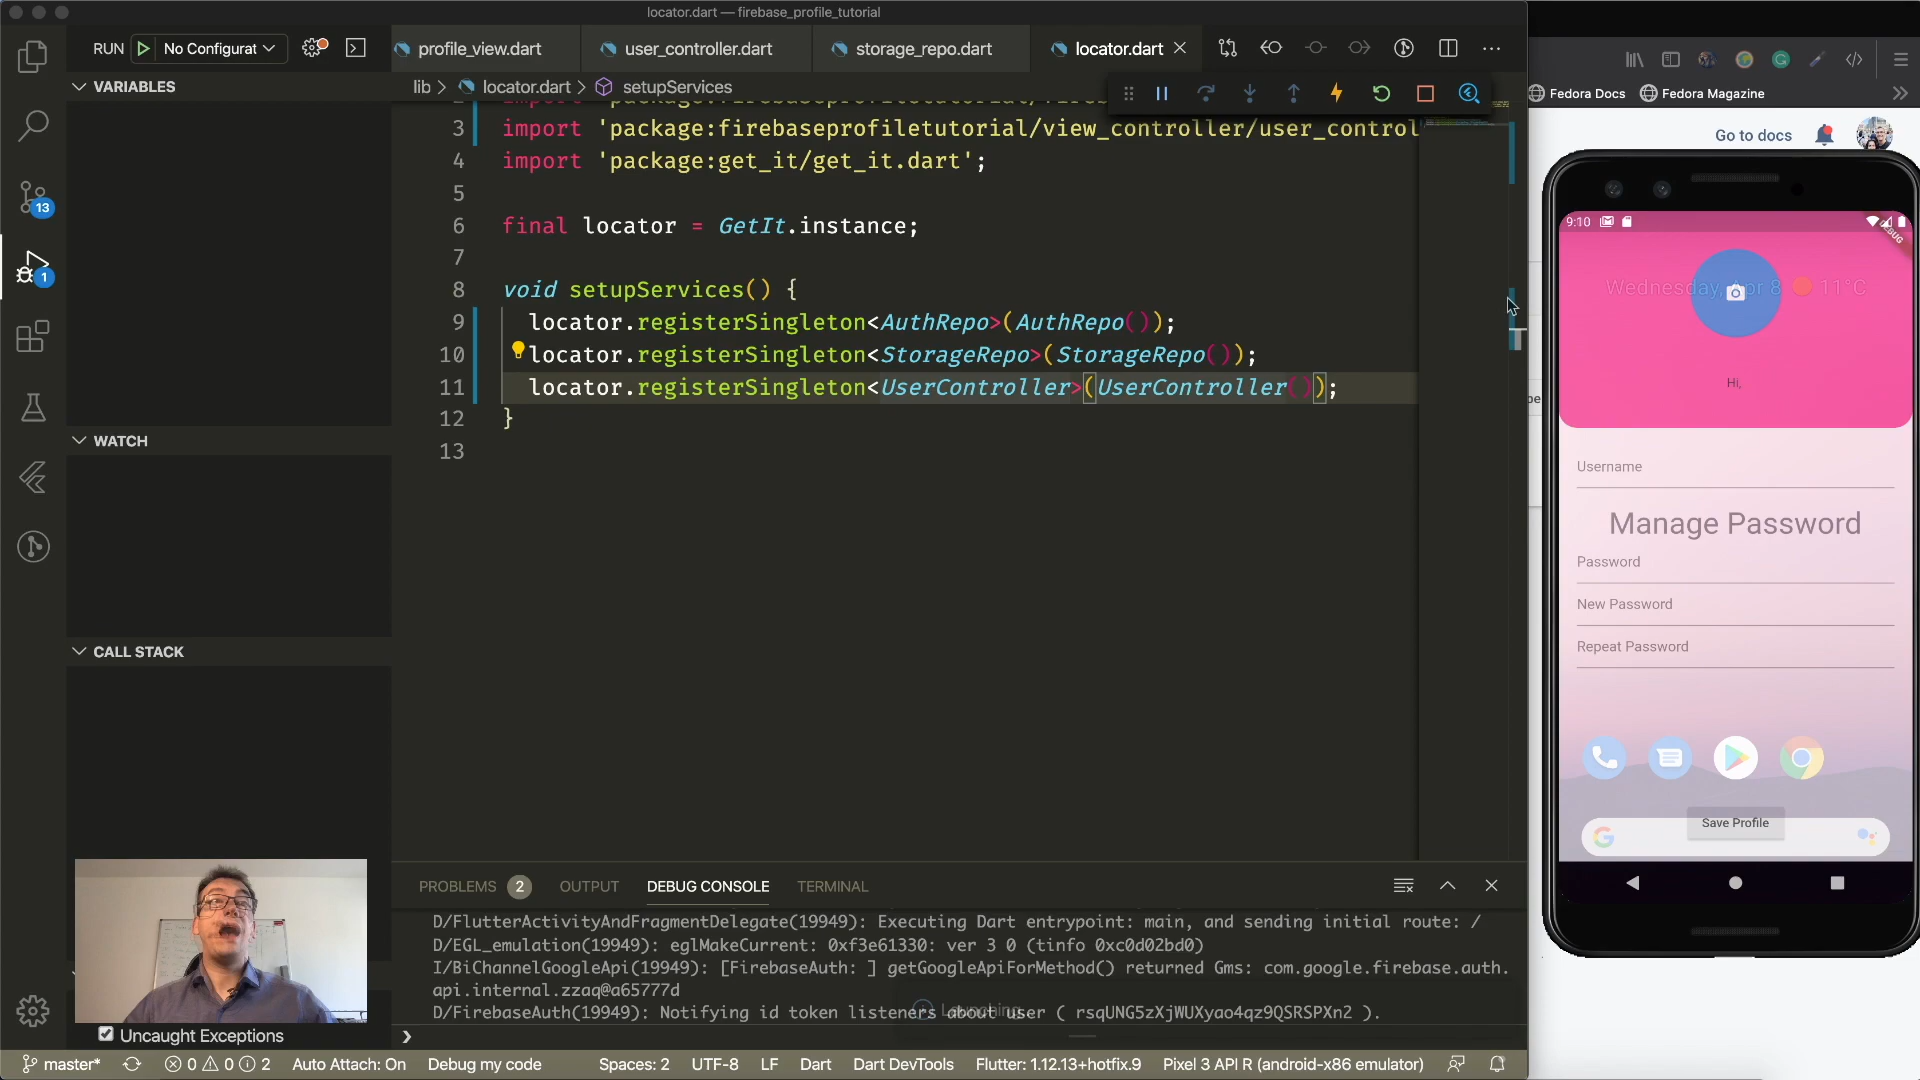 locator.dart — firebase_profile_tutorial
RUN
No Configurat
profile_view.dart
user_controller.dart
storage_repo.dart
locator.dart
VARIABLES
lib
locator.dart
setupServices
3 import 'package:firebaseprofiletutorial/view_controller/user_control
4 import 'package:get_it/get_it.dart';
5
6 final locator = GetIt.instance;
7
8 void setupServices() {
9 locator.registerSingleton<AuthRepo>(AuthRepo());
10 locator.registerSingleton<StorageRepo>(StorageRepo());
11 locator.registerSingleton<UserController>(UserController());
12 }
13
13
1
WATCH
CALL STACK
Uncaught Exceptions
PROBLEMS 2
OUTPUT
DEBUG CONSOLE
TERMINAL
D/FlutterActivityAndFragmentDelegate(19949): Executing Dart entrypoint: main, and sending initial route: /
D/EGL_emulation(19949): eglMakeCurrent: 0xf3e61330: ver 3 0 (tinfo 0xc0d02bd0)
I/BiChannelGoogleApi(19949): [FirebaseAuth: ] getGoogleApiForMethod() returned Gms: com.google.firebase.auth.
api.internal.zzaq@a65777d
D/FirebaseAuth(19949): Notifying id token listeners about user ( rsqUNG5zXjWUXyao4qz9QSRSPXn2 ).
master*
0 0 2
Auto Attach: On
Debug my code
Spaces: 2
UTF-8
LF
Dart
Dart DevTools
Flutter: 1.12.13+hotfix.9
Pixel 3 API R (android-x86 emulator)
Fedora Docs
Fedora Magazine
Go to docs
9:10
DEBUG
Wednesday, Apr 8 11°C
Hi,
Username
Manage Password
Password
New Password
Repeat Password
Save Profile